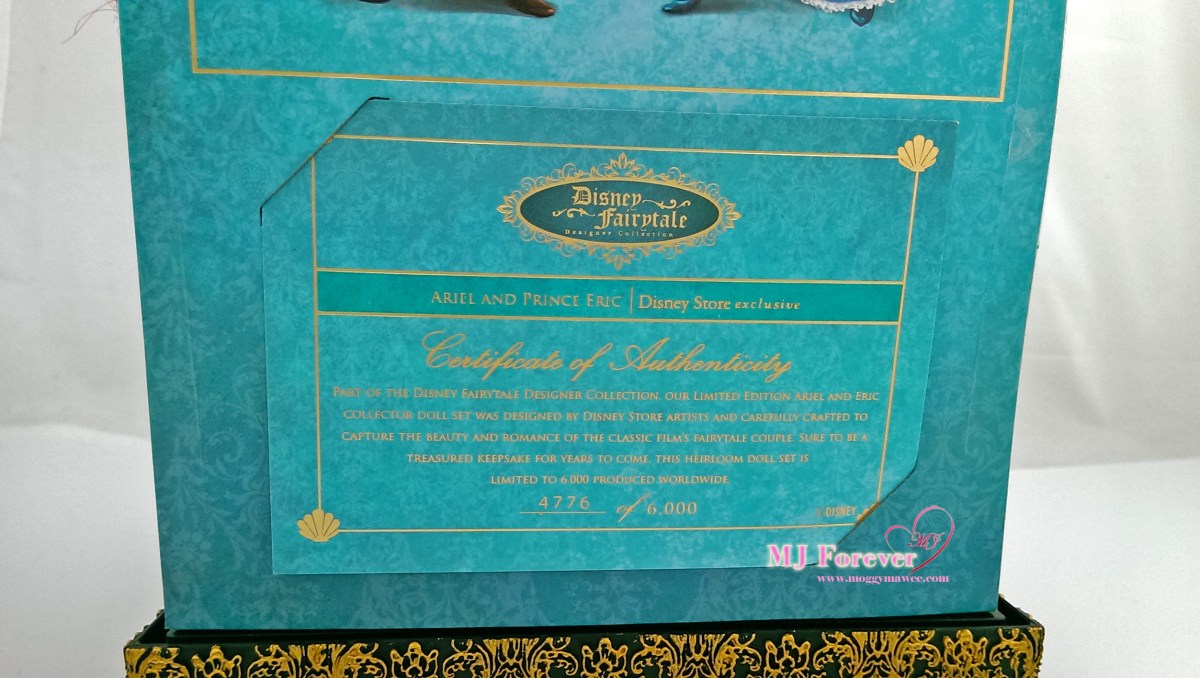 Disney
Fairytale
Designer Collection
ARIEL AND PRINCE ERIC | Disney Store exclusive
Certificate of Authenticity
PART OF THE DISNEY FAIRYTALE DESIGNER COLLECTION, OUR LIMITED EDITION ARIEL AND ERIC
COLLECTOR DOLL SET WAS DESIGNED BY DISNEY STORE ARTISTS AND CAREFULLY CRAFTED TO
CAPTURE THE BEAUTY AND ROMANCE OF THE CLASSIC FILM'S FAIRYTALE COUPLE. SURE TO BE A
TREASURED KEEPSAKE FOR YEARS TO COME, THIS HEIRLOOM DOLL SET IS
LIMITED TO 6,000 PRODUCED WORLDWIDE.
4776 of 6,000
©DISNEY
MJ Forever
MJ
www.moggymawee.com